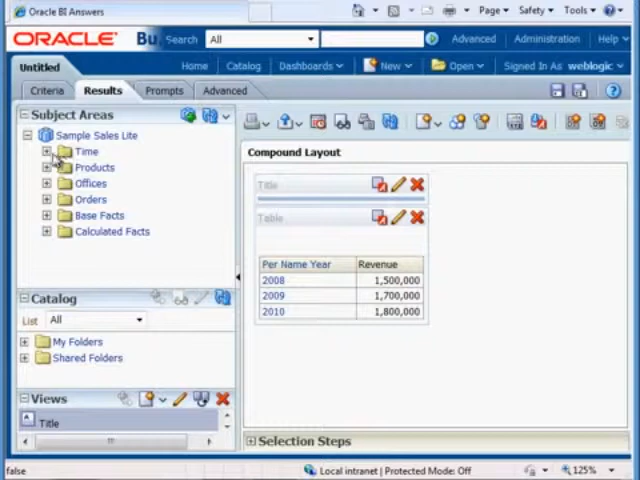 Oracle BI Answers
Page
Safety
Tools
ORACLE
Bu
Search
All
Advanced
Administration
Help
Untitled
Home
Catalog
Dashboards
New
Open
Signed In As
weblogic
Criteria
Results
Prompts
Advanced
Subject Areas
Sample Sales Lite
Time
Products
Offices
Orders
Base Facts
Calculated Facts
Catalog
List
All
My Folders
Shared Folders
Views
Title
Compound Layout
Title
Table
Per Name Year Revenue
2008 1,500,000
2009 1,700,000
2010 1,800,000
Selection Steps
false
Local intranet | Protected Mode: Off
125%